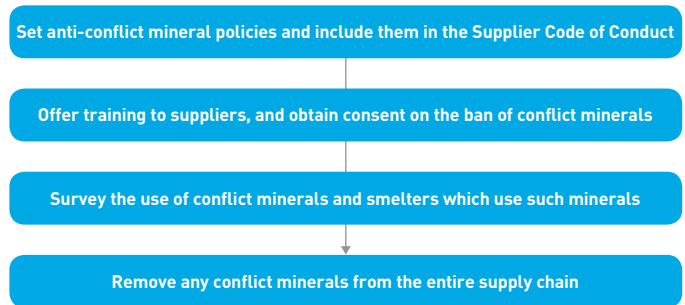 Set anti-conflict mineral policies and include them in the Supplier Code of Conduct
Offer training to suppliers, and obtain consent on the ban of conflict minerals
Survey the use of conflict minerals and smelters which use such minerals
Remove any conflict minerals from the entire supply chain